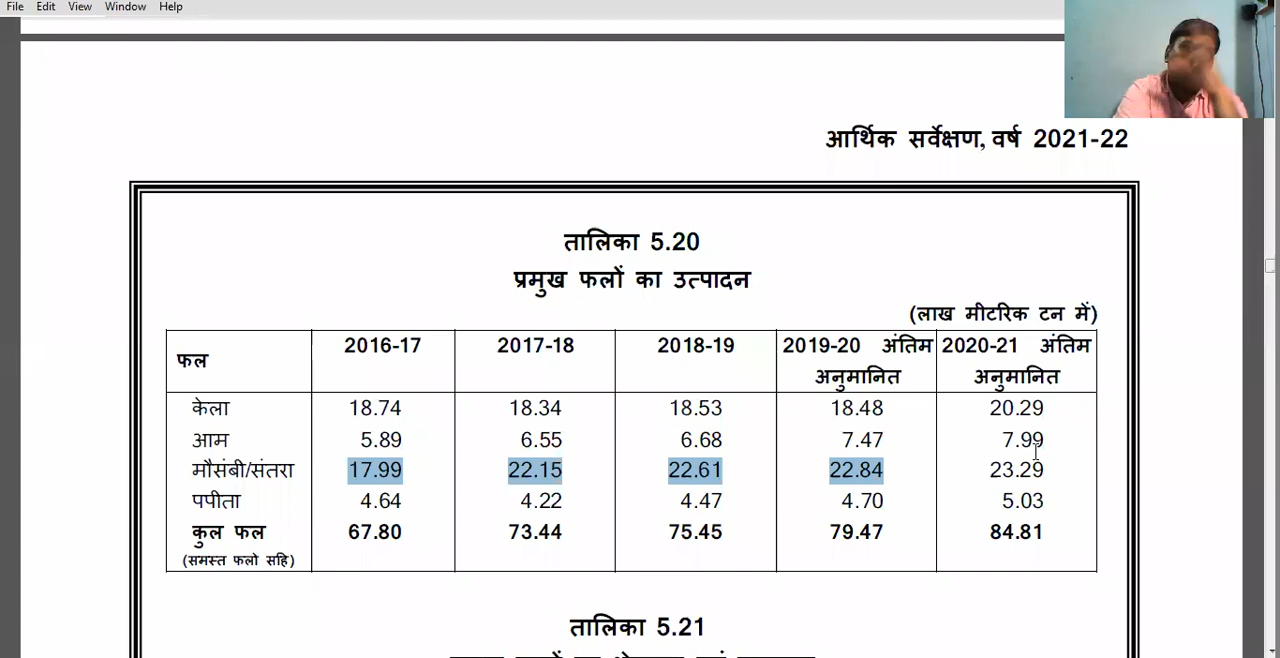 File Edit View Window Help
आर्थिक सर्वेक्षण, वर्ष 2021-22
तालिका 5.20
प्रमुख फलों का उत्पादन
(लाख मीटरिक टन में)
फल 2016-17 2017-18 2018-19 2019-20 अंतिम अनुमानित 2020-21 अंतिम अनुमानित
केला 18.74 18.34 18.53 18.48 20.29
आम 5.89 6.55 6.68 7.47 7.99
मौसंबी/संतरा 17.99 22.15 22.61 22.84 23.29
पपीता 4.64 4.22 4.47 4.70 5.03
कुल फल 67.80 73.44 75.45 79.47 84.81
(समस्त फलो सहि)
तालिका 5.21